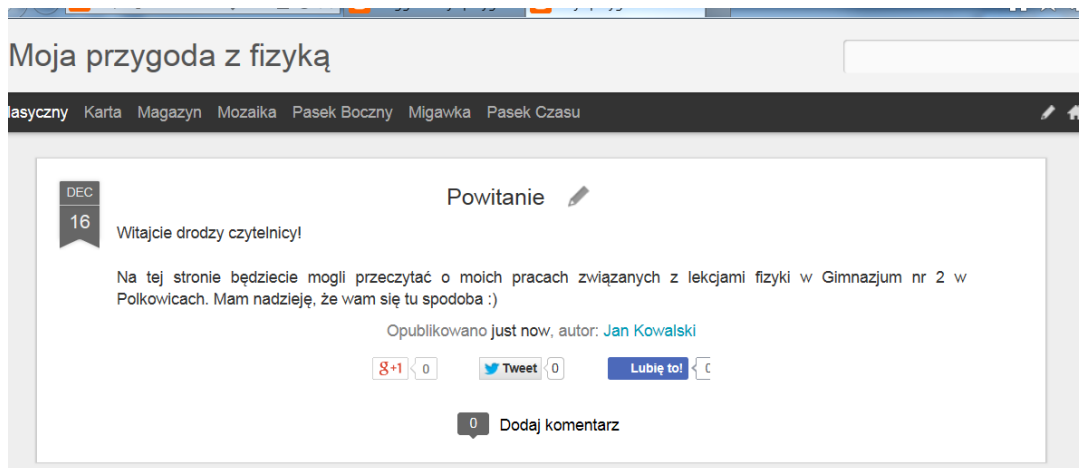 Moja przygoda z fizyką
lasyczny Karta Magazyn Mozaika Pasek Boczny Migawka Pasek Czasu
DEC
16
Powitanie
Witajcie drodzy czytelnicy!
Na tej stronie będziecie mogli przeczytać o moich pracach związanych z lekcjami fizyki w Gimnazjum nr 2 w
Polkowicach. Mam nadzieję, że wam się tu spodoba :)
Opublikowano just now, autor: Jan Kowalski
g+1 0 Tweet 0 Lubię to!
0 Dodaj komentarz